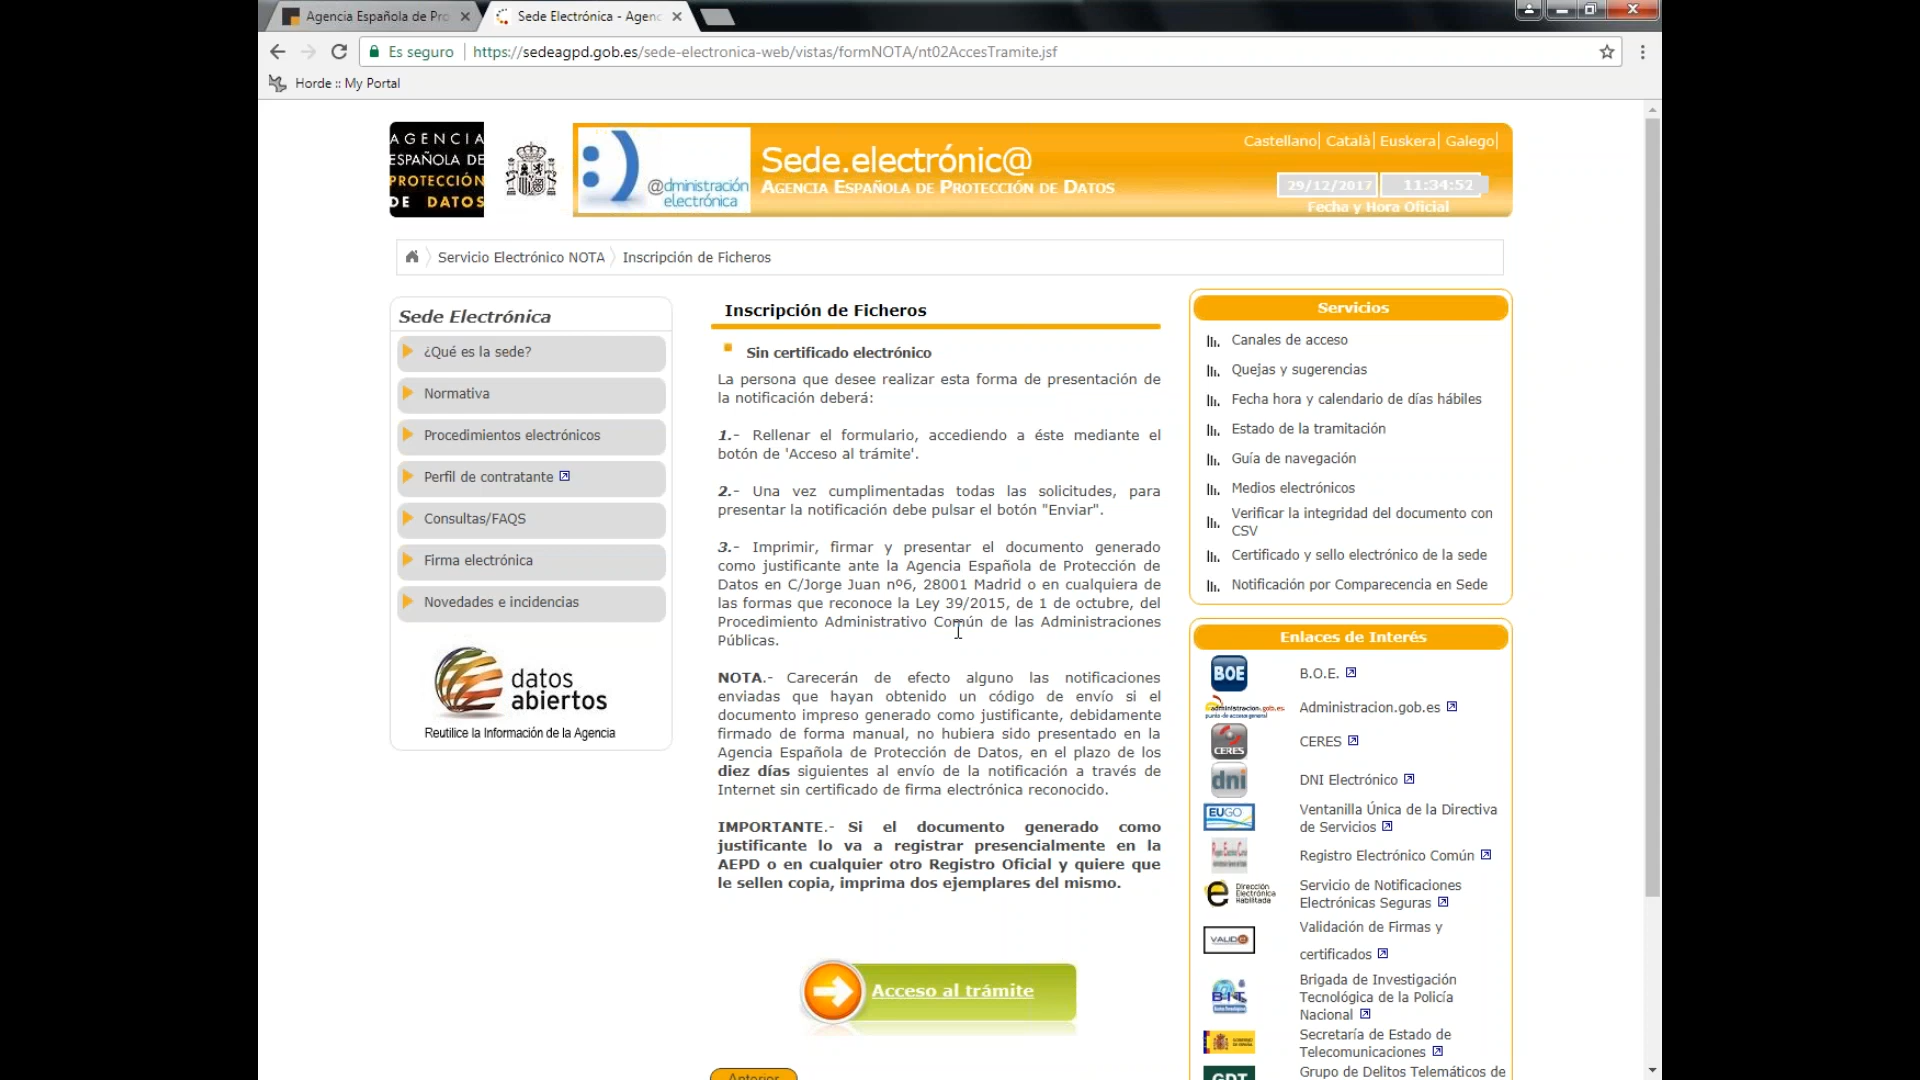 Agencia Española de Pro
Sede Electrónica - Agenc
Es seguro
https://sedeagpd.gob.es/sede-electronica-web/vistas/formNOTA/nt02AccesTramite.jsf
Horde :: My Portal
AGENCIA
ESPAÑOLA DE
PROTECCIÓN
DE DATOS
@dministración
electrónica
Sede.electrónic@
AGENCIA ESPAÑOLA DE PROTECCIÓN DE DATOS
Castellano| Català| Euskera| Galego|
29/12/2017 11:34:52
Fecha y Hora Oficial
Servicio Electrónico NOTA
Inscripción de Ficheros
Sede Electrónica
¿Qué es la sede?
Normativa
Procedimientos electrónicos
Perfil de contratante
Consultas/FAQS
Firma electrónica
Novedades e incidencias
datos
abiertos
Reutilice la Información de la Agencia
Inscripción de Ficheros
Sin certificado electrónico
La persona que desee realizar esta forma de presentación de
la notificación deberá:
1.- Rellenar el formulario, accediendo a éste mediante el
botón de 'Acceso al trámite'.
2.- Una vez cumplimentadas todas las solicitudes, para
presentar la notificación debe pulsar el botón "Enviar".
3.- Imprimir, firmar y presentar el documento generado
como justificante ante la Agencia Española de Protección de
Datos en C/Jorge Juan nº6, 28001 Madrid o en cualquiera de
las formas que reconoce la Ley 39/2015, de 1 de octubre, del
Procedimiento Administrativo Común de las Administraciones
Públicas.
NOTA.- Carecerán de efecto alguno las notificaciones
enviadas que hayan obtenido un código de envío si el
documento impreso generado como justificante, debidamente
firmado de forma manual, no hubiera sido presentado en la
Agencia Española de Protección de Datos, en el plazo de los
diez días siguientes al envío de la notificación a través de
Internet sin certificado de firma electrónica reconocido.
IMPORTANTE.- Si el documento generado como
justificante lo va a registrar presencialmente en la
AEPD o en cualquier otro Registro Oficial y quiere que
le sellen copia, imprima dos ejemplares del mismo.
Acceso al trámite
Anterior
Servicios
Canales de acceso
Quejas y sugerencias
Fecha hora y calendario de días hábiles
Estado de la tramitación
Guía de navegación
Medios electrónicos
Verificar la integridad del documento con
CSV
Certificado y sello electrónico de la sede
Notificación por Comparecencia en Sede
Enlaces de Interés
BOE
B.O.E.
administracion.gob.es
punto de acceso general
Administracion.gob.es
CERES
CERES
dni
DNI Electrónico
EUGO
Ventanilla Única de la Directiva
de Servicios
Registro Electrónico Común
Dirección
Electrónica
Habilitada
Servicio de Notificaciones
Electrónicas Seguras
VALIDe
Validación de Firmas y
certificados
B.I.T.
Brigada de Investigación
Tecnológica de la Policía
Nacional
Secretaría de Estado de
Telecomunicaciones
GDT
Grupo de Delitos Telemáticos de